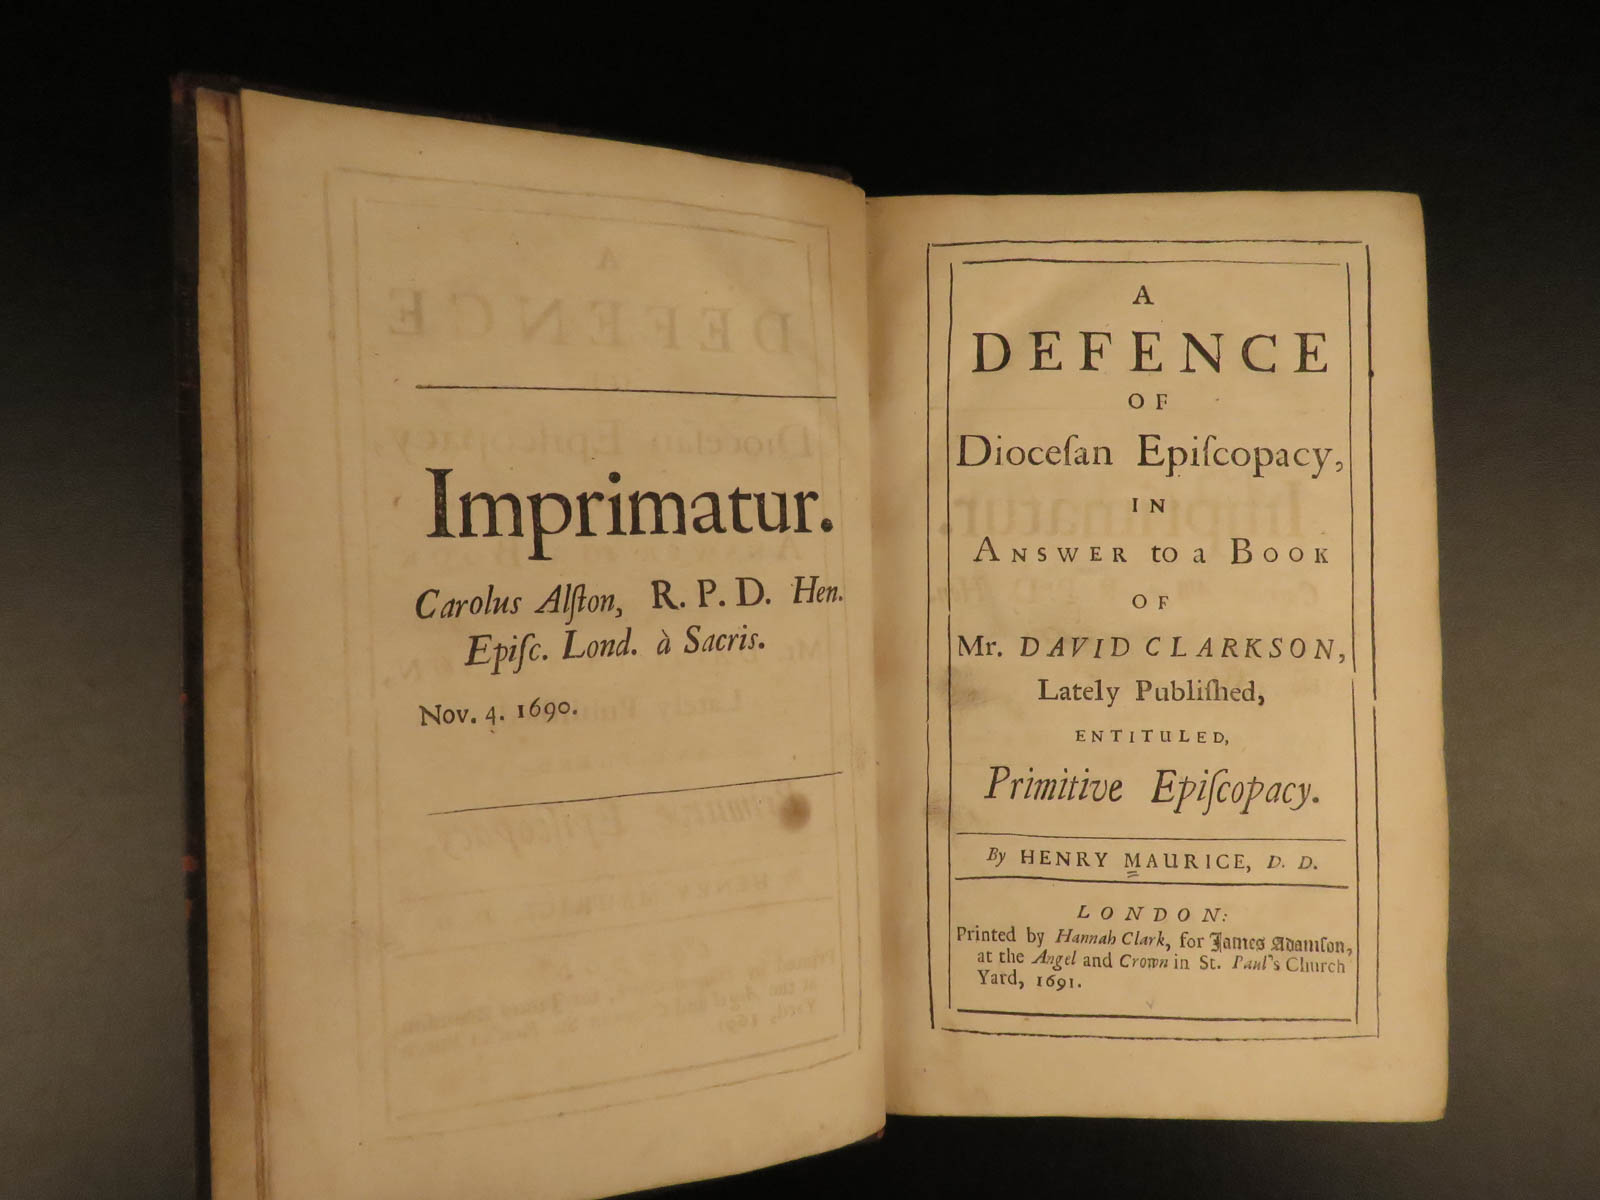 Imprimatur.
Carolus Alſton, R. P. D. Hen.
Epiſc. Lond. à Sacris.
Nov. 4. 1690.
A
DEFENCE
OF
Dioceſan Epiſcopacy,
IN
ANSWER to a BOOK
OF
Mr. DAVID CLARKSON,
Lately Publiſhed,
ENTITULED,
Primitive Epiſcopacy.
By HENRY MAURICE, D. D.
LONDON:
Printed by Hannah Clark, for James Adamſon,
at the Angel and Crown in St. Paul's Church
Yard, 1691.